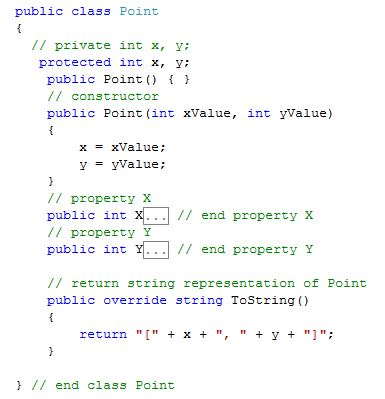 public class Point
{
// private int x, y;
protected int x, y;
public Point() { }
// constructor
public Point(int xValue, int yValue)
{
x = xValue;
y = yValue;
}
// property X
public int X... // end property X
// property Y
public int Y... // end property Y
// return string representation of Point
public override string ToString()
{
return "[" + x + ", " + y + "]";
}
} // end class Point